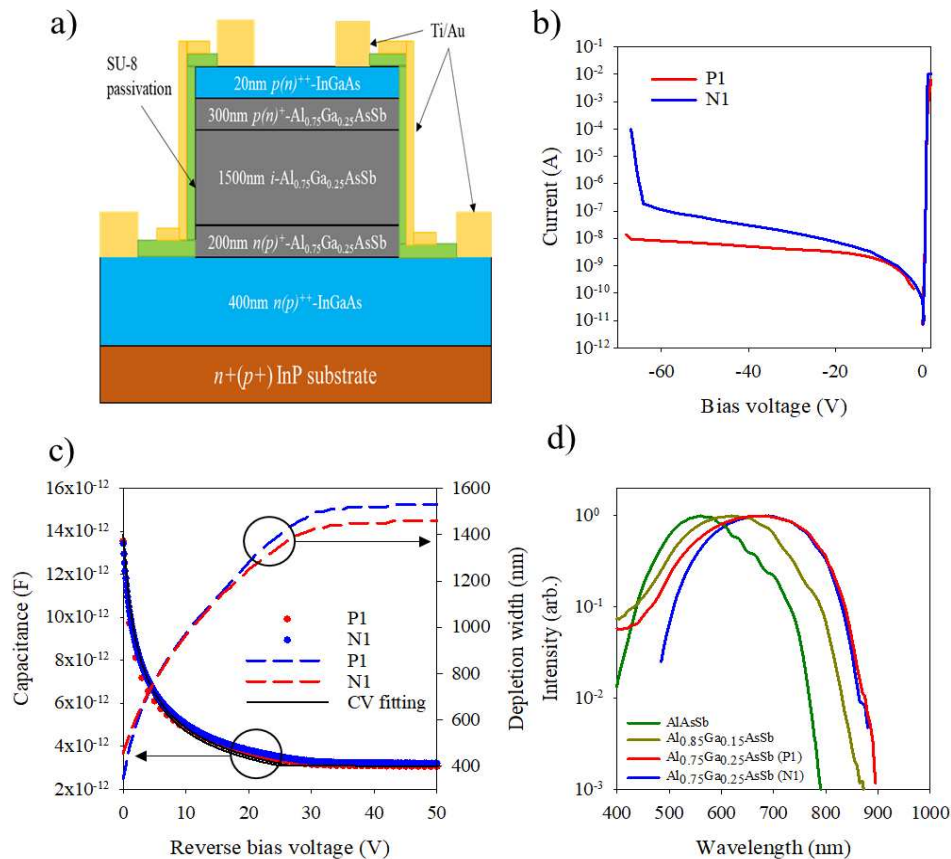 a)
Ti/Au
SU-8
passivation
20nm p(n)++-InGaAs
300nm p(n)+-Al0.75Ga0.25AsSb
1500nm i-Al0.75Ga0.25AsSb
200nm n(p)+-Al0.75Ga0.25AsSb
400nm n(p)++-InGaAs
n+(p+) InP substrate
b)
10-1
10-2
10-3
10-4
10-5
10-6
10-7
10-8
10-9
10-10
10-11
10-12
Current (A)
P1
N1
-60
-40
-20
0
Bias voltage (V)
c)
16x10-12
14x10-12
12x10-12
10x10-12
8x10-12
6x10-12
4x10-12
2x10-12
Capacitance (F)
P1
N1
P1
N1
CV fitting
1600
1400
1200
1000
800
600
400
Depletion width (nm)
0
10
20
30
40
50
Reverse bias voltage (V)
d)
100
10-1
10-2
10-3
Intensity (arb.)
AlAsSb
Al0.85Ga0.15AsSb
Al0.75Ga0.25AsSb (P1)
Al0.75Ga0.25AsSb (N1)
400
500
600
700
800
900
1000
Wavelength (nm)